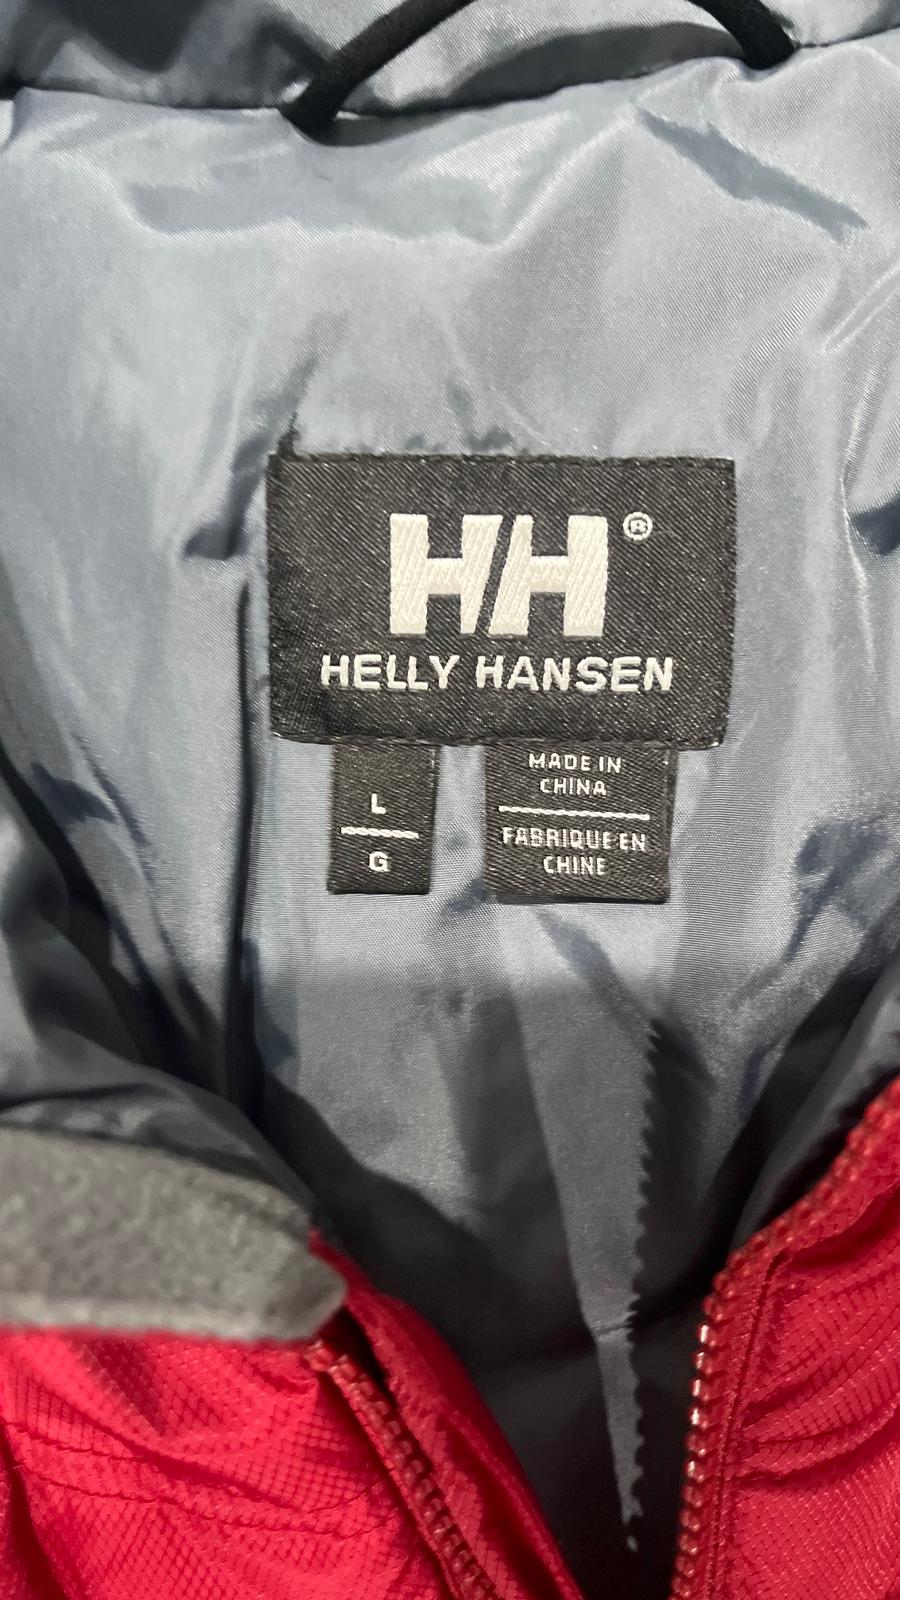 HH®
HELLY HANSEN
L
G
MADE IN
CHINA
FABRIQUE EN
CHINE